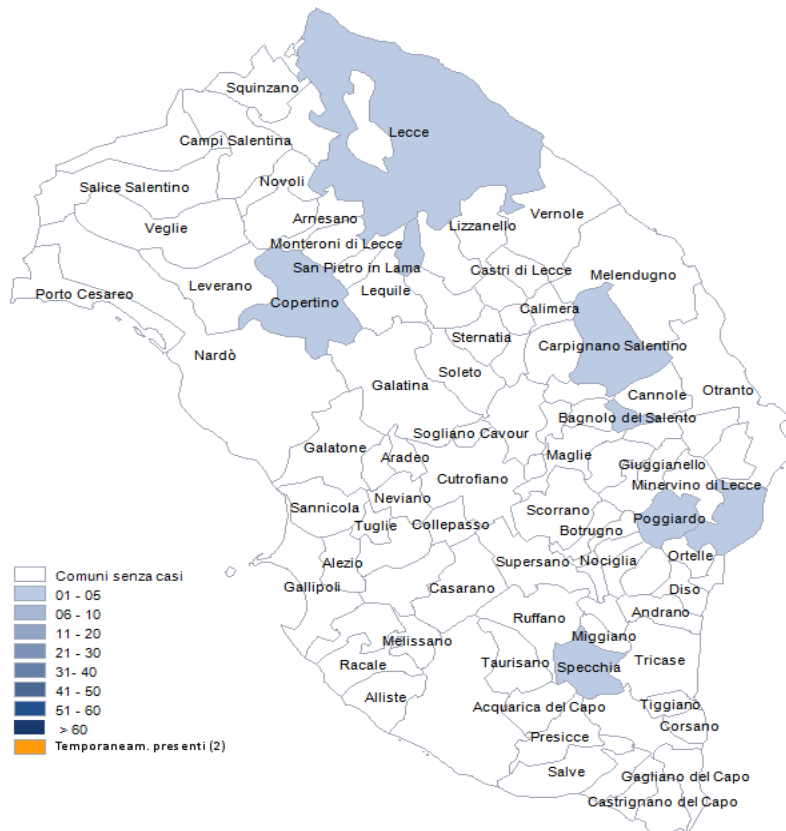 Squinzano
Lecce
Campi Salentina
Novoli
Salice Salentino
Arnesano
Vernole
Veglie
Lizzanello
Monteroni di Lecce
San Pietro in Lama
Castri di Lecce
Melendugno
Leverano
Lequile
Porto Cesareo
Copertino
Calimera
Sternatia
Carpignano Salentino
Nardò
Soleto
Galatina
Cannole
Otranto
Bagnolo del Salento
Sogliano Cavour
Galatone
Aradeo
Maglie
Giuggianello
Cutrofiano
Minervino di Lecce
Neviano
Sannicola
Scorrano
Poggiardo
Tuglie
Collepasso
Botrugno
Ortelle
Alezio
Supersano
Nociglia
Gallipoli
Casarano
Diso
Andrano
Ruffano
Miggiano
Melissano
Racale
Taurisano
Specchia
Tricase
Alliste
Acquarica del Capo
Tiggiano
Corsano
Presicce
Salve
Gagliano del Capo
Castrignano del Capo
Comuni senza casi
01 - 05
06 - 10
11 - 20
21 - 30
31- 40
41 - 50
51 - 60
> 60
Temporaneam. presenti (2)